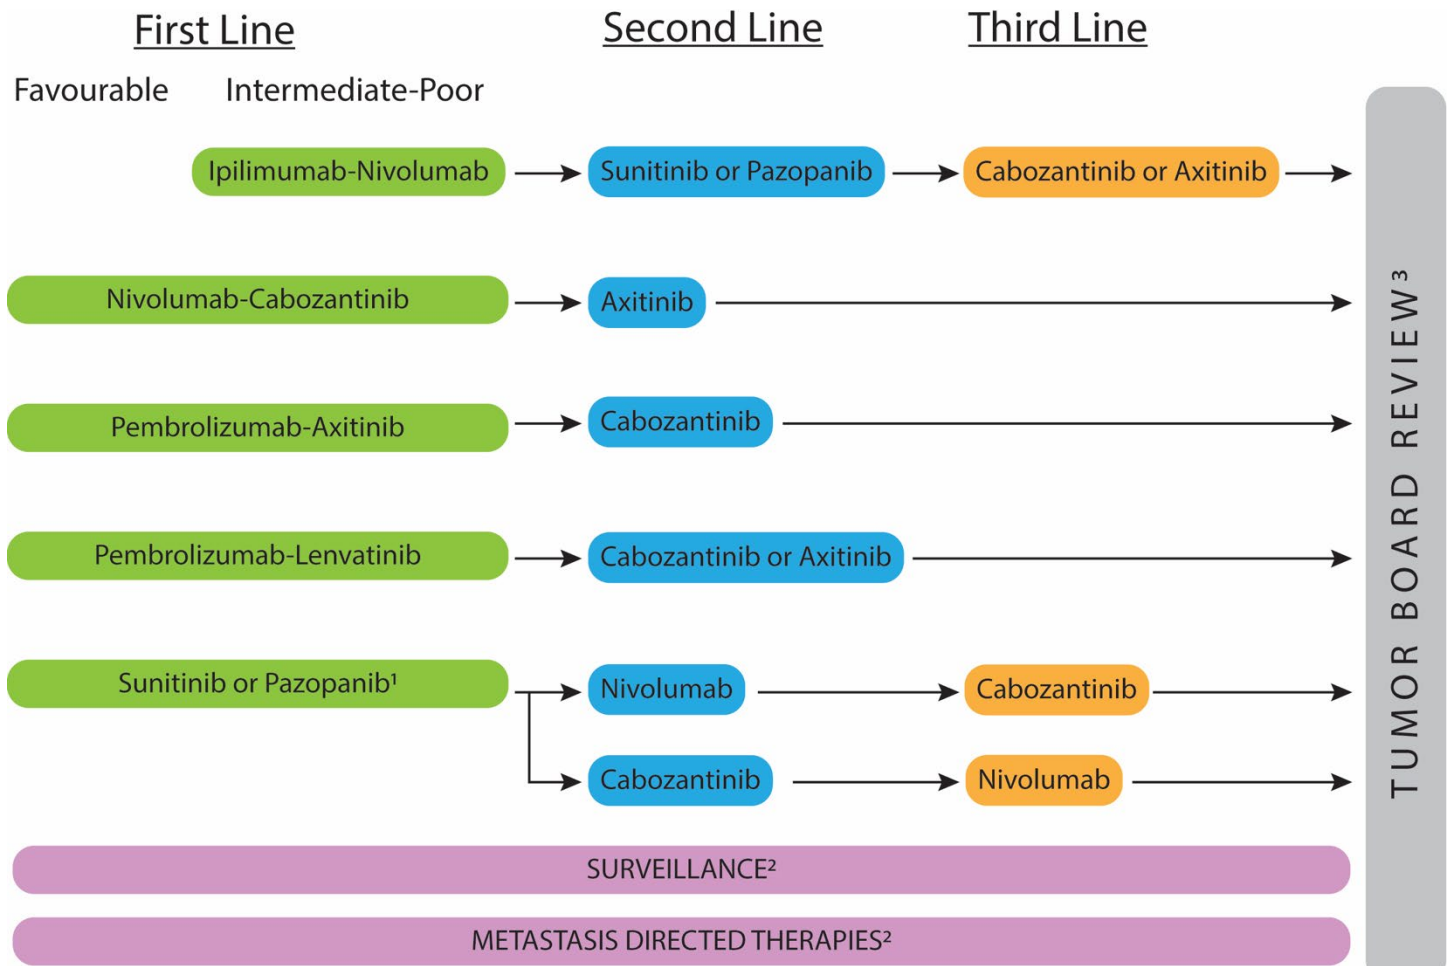 First Line
Second Line
Third Line
Favourable
Intermediate-Poor
Ipilimumab-Nivolumab
Sunitinib or Pazopanib
Cabozantinib or Axitinib
Nivolumab-Cabozantinib
Axitinib
Pembrolizumab-Axitinib
Cabozantinib
Pembrolizumab-Lenvatinib
Cabozantinib or Axitinib
Sunitinib or Pazopanib¹
Nivolumab
Cabozantinib
Cabozantinib
Nivolumab
SURVEILLANCE²
METASTASIS DIRECTED THERAPIES²
TUMOR BOARD REVIEW³